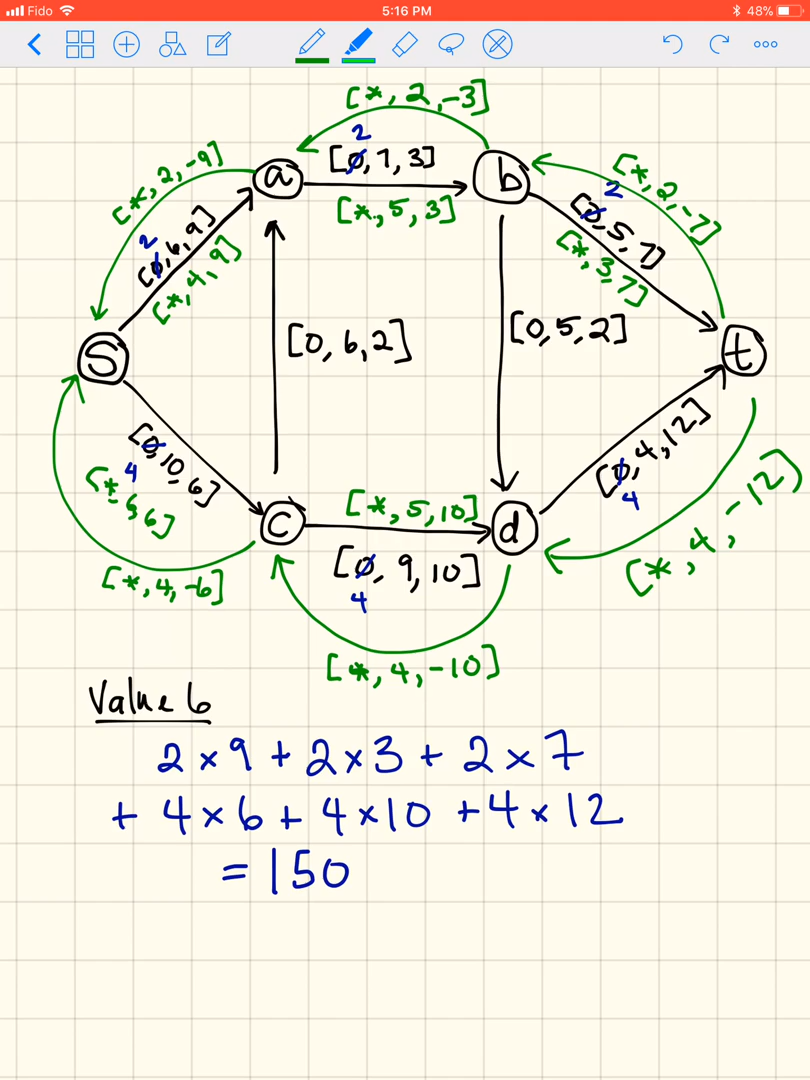 Fido 5:16 PM 48%
[*, 2, -3]
2
[0, 7, 3]
[*, 5, 3]
a
b
[*, 2, -9]
2
[0, 6, 9]
[*, 4, 9]
[*, 2, -7]
2
[0, 5, 7]
[*, 3, 7]
S
[0, 6, 2]
[0, 5, 2]
t
[0, 10, 6]
4
[*, 6, 6]
[*, 4, -6]
c
[*, 5, 10]
[0, 9, 10]
4
d
[0, 4, 12]
4
[*, 4, -12]
[*, 4, -10]
Value 6
2 × 9 + 2 × 3 + 2 × 7
+ 4 × 6 + 4 × 10 + 4 × 12
= 150